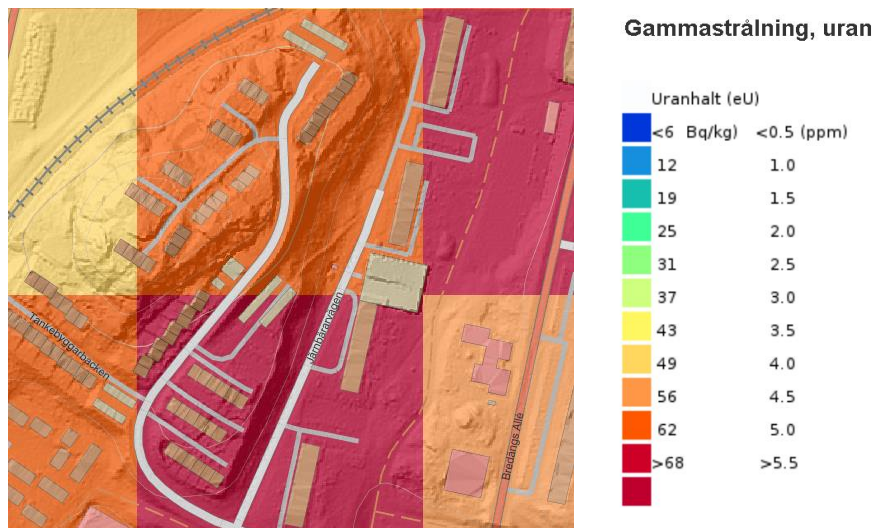 Gammastrålning, uran
Uranhalt (eU)
<6 Bq/kg) <0.5 (ppm)
12 1.0
19 1.5
25 2.0
31 2.5
37 3.0
43 3.5
49 4.0
56 4.5
62 5.0
>68 >5.5
Järnbärarvägen
Tankebyggarbacken
Bredängs Allé